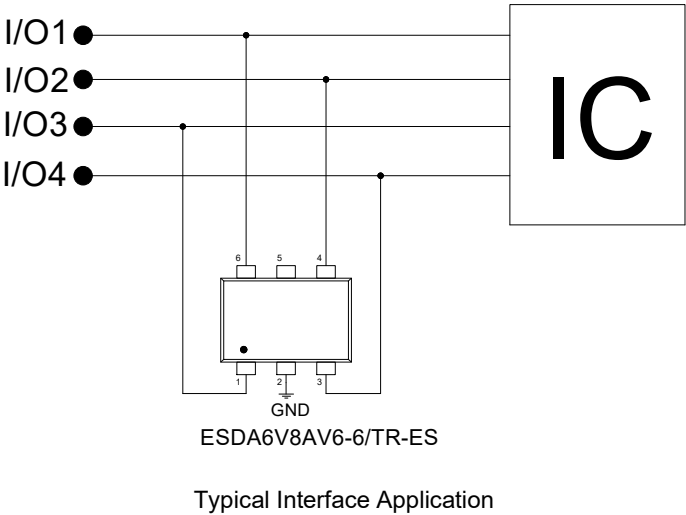 I/O1
I/O2
I/O3
I/O4
IC
6 5 4
1 2 3
GND
ESDA6V8AV6-6/TR-ES
Typical Interface Application